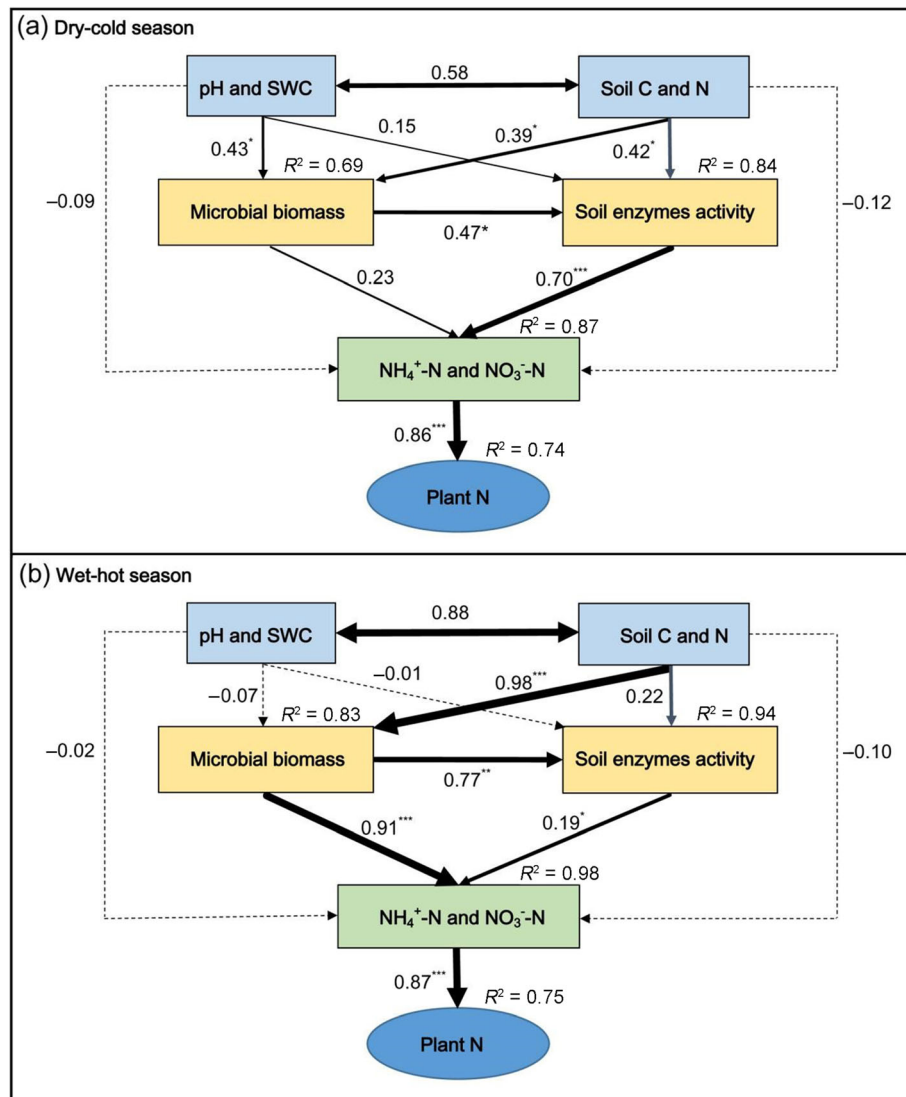 (a) Dry-cold season
pH and SWC
0.58
Soil C and N
0.43*
0.15
0.39*
0.42*
R² = 0.69
R² = 0.84
–0.09
Microbial biomass
0.47*
Soil enzymes activity
–0.12
0.23
0.70***
R² = 0.87
NH₄⁺-N and NO₃⁻-N
0.86***
R² = 0.74
Plant N
(b) Wet-hot season
pH and SWC
0.88
Soil C and N
–0.07
–0.01
0.98***
0.22
R² = 0.83
R² = 0.94
–0.02
Microbial biomass
0.77**
Soil enzymes activity
–0.10
0.91***
0.19*
R² = 0.98
NH₄⁺-N and NO₃⁻-N
0.87***
R² = 0.75
Plant N